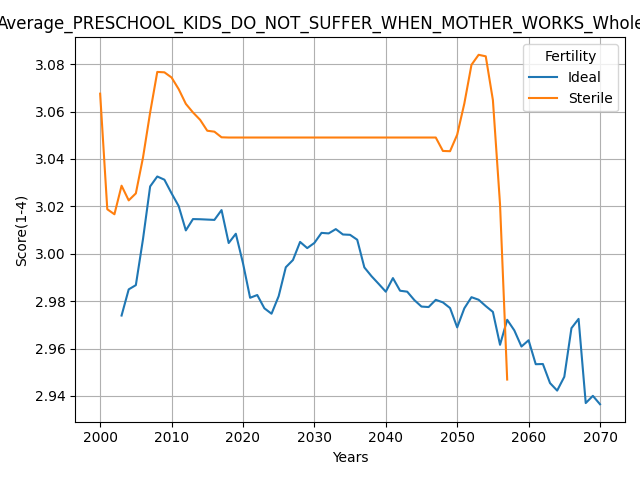 Average_PRESCHOOL_KIDS_DO_NOT_SUFFER_WHEN_MOTHER_WORKS_Whole
Fertility
Ideal
Sterile
Score(1-4)
3.08
3.06
3.04
3.02
3.00
2.98
2.96
2.94
2000 2010 2020 2030 2040 2050 2060 2070
Years